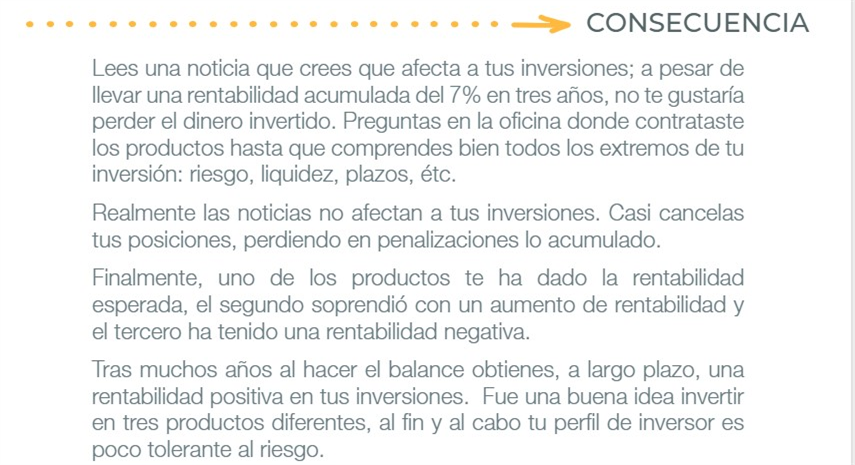 CONSECUENCIA
Lees una noticia que crees que afecta a tus inversiones; a pesar de
llevar una rentabilidad acumulada del 7% en tres años, no te gustaría
perder el dinero invertido. Preguntas en la oficina donde contrataste
los productos hasta que comprendes bien todos los extremos de tu
inversión: riesgo, liquidez, plazos, étc.
Realmente las noticias no afectan a tus inversiones. Casi cancelas
tus posiciones, perdiendo en penalizaciones lo acumulado.
Finalmente, uno de los productos te ha dado la rentabilidad
esperada, el segundo soprendió con un aumento de rentabilidad y
el tercero ha tenido una rentabilidad negativa.
Tras muchos años al hacer el balance obtienes, a largo plazo, una
rentabilidad positiva en tus inversiones. Fue una buena idea invertir
en tres productos diferentes, al fin y al cabo tu perfil de inversor es
poco tolerante al riesgo.